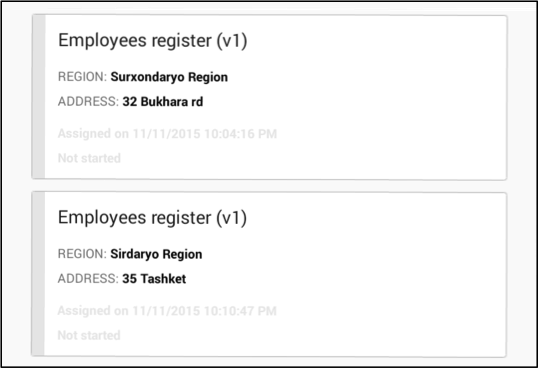 Employees register (v1)
REGION: Surxondaryo Region
ADDRESS: 32 Bukhara rd
Assigned on 11/11/2015 10:04:16 PM
Not started
Employees register (v1)
REGION: Sirdaryo Region
ADDRESS: 35 Tashket
Assigned on 11/11/2015 10:10:47 PM
Not started